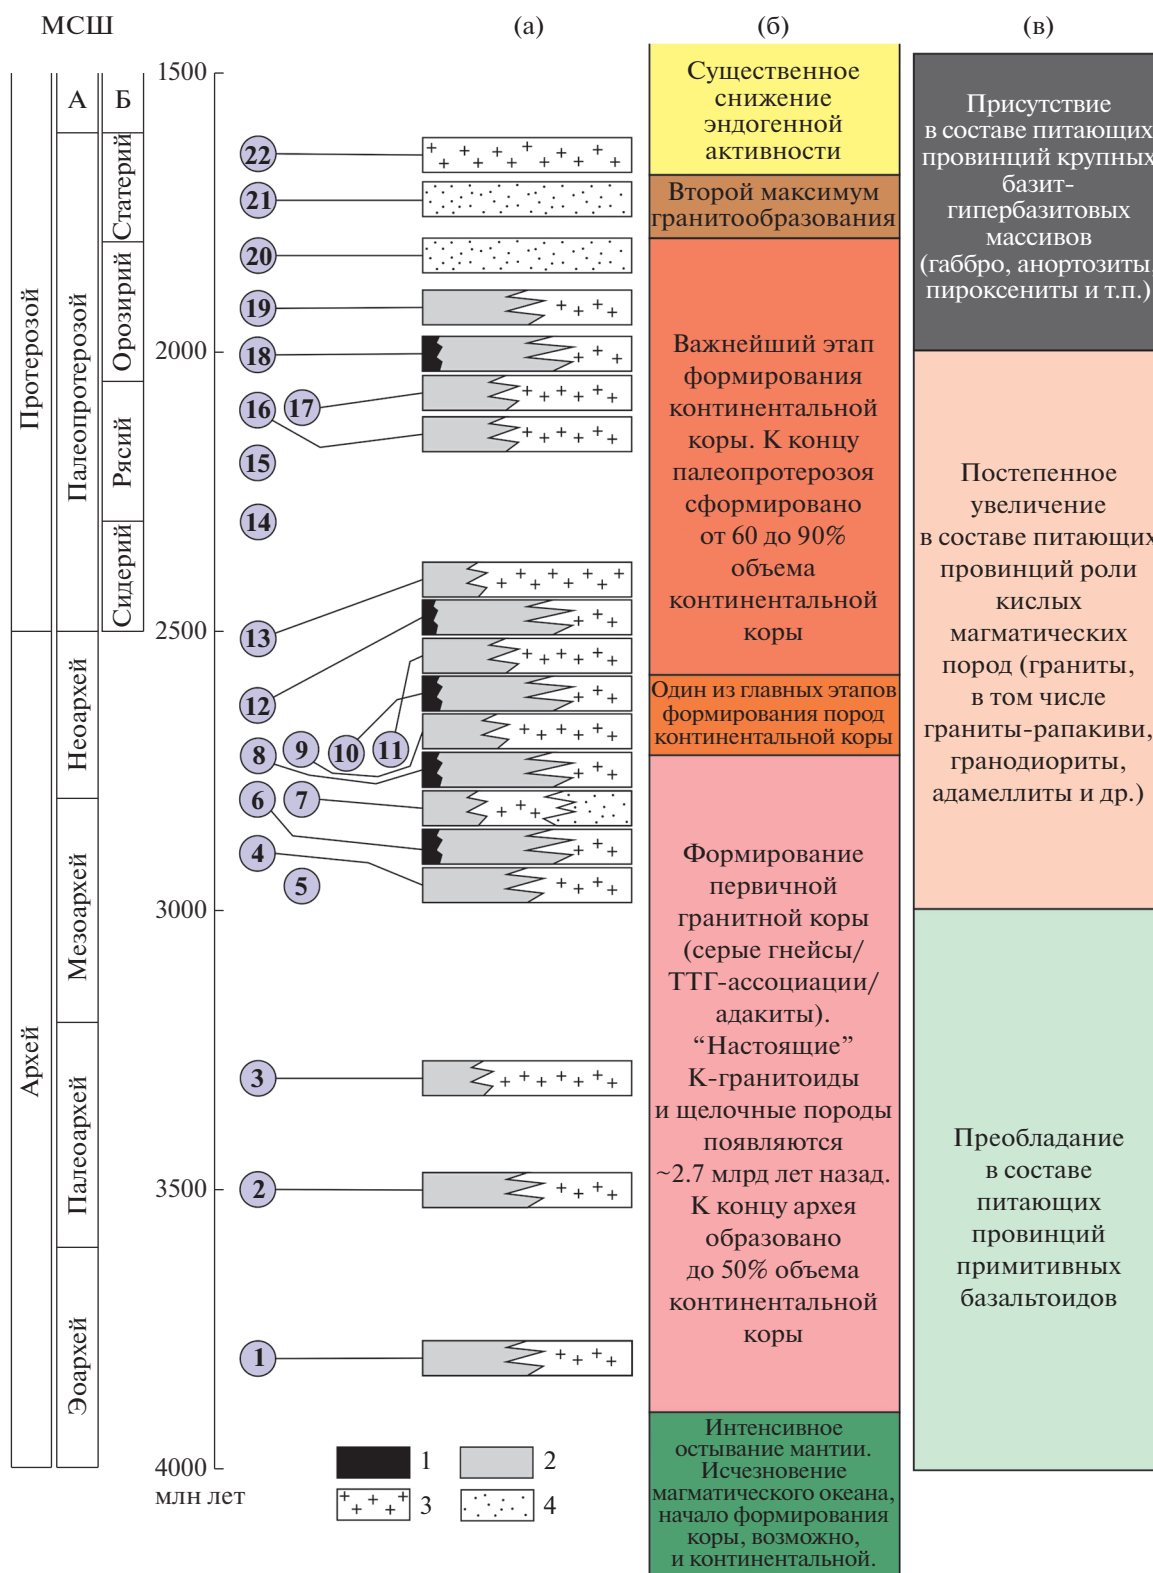 МСШ
(а)
(б)
(в)
А
Б
Протерозой
Архей
Палеопротерозой
Неоархей
Мезоархей
Палеоархей
Эоархей
Статерий
Орозирий
Рясий
Сидерий
1500
2000
2500
3000
3500
4000
млн лет
22
21
20
19
18
16
17
15
14
13
12
11
10
9
8
6
7
4
5
3
2
1
1
2
3
4
Существенное
снижение
эндогенной
активности
Второй максимум
гранитообразования
Важнейший этап
формирования
континентальной
коры. К концу
палеопротерозоя
сформировано
от 60 до 90%
объема
континентальной
коры
Один из главных этапов
формирования пород
континентальной коры
Формирование
первичной
гранитной коры
(серые гнейсы/
ТТГ-ассоциации/
адакиты).
“Настоящие”
К-гранитоиды
и щелочные породы
появляются
~2.7 млрд лет назад.
К концу архея
образовано
до 50% объема
континентальной
коры
Интенсивное
остывание мантии.
Исчезновение
магматического океана,
начало формирования
коры, возможно,
и континентальной.
Присутствие
в составе питающих
провинций крупных
базит-
гипербазитовых
массивов
(габбро, анортозиты,
пироксениты и т.п.)
Постепенное
увеличение
в составе питающих
провинций роли
кислых
магматических
пород (граниты,
в том числе
граниты-рапакиви,
гранодиориты,
адамеллиты и др.)
Преобладание
в составе
питающих
провинций
примитивных
базальтоидов